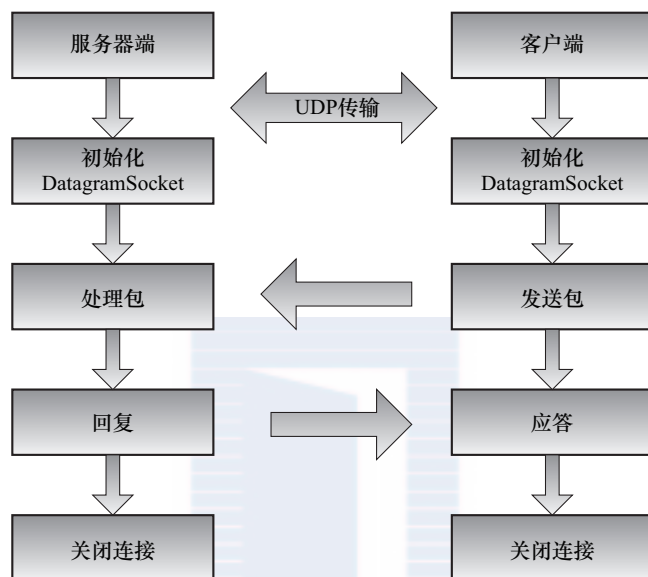 服务器端
客户端
UDP传输
初始化
DatagramSocket
初始化
DatagramSocket
处理包
发送包
回复
应答
关闭连接
关闭连接